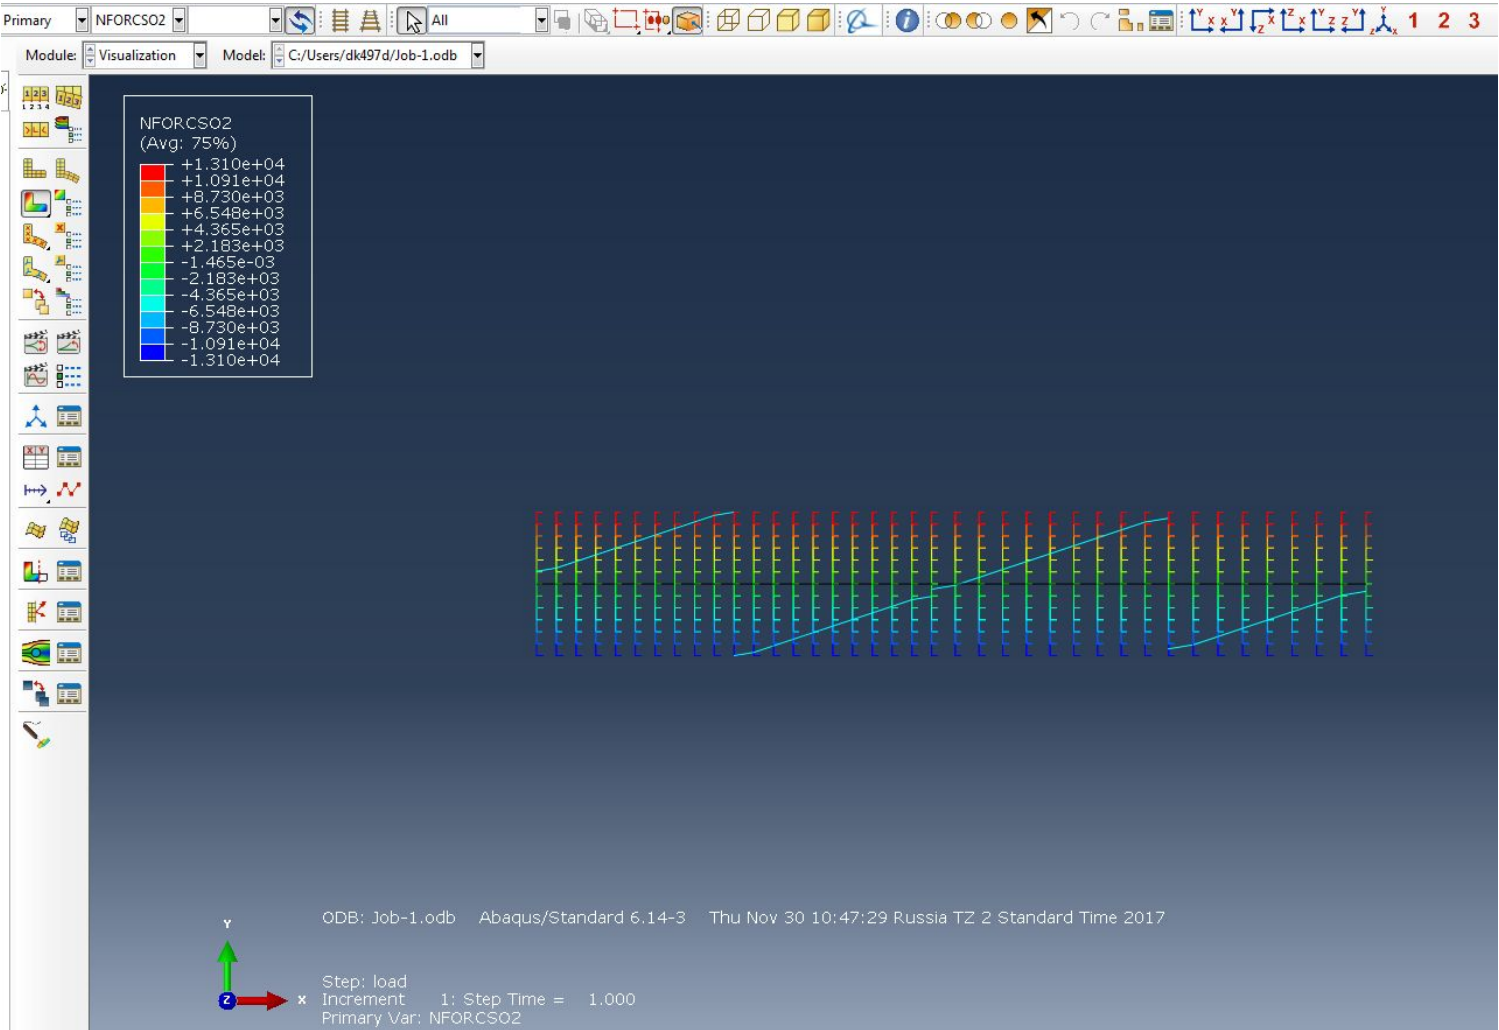 Primary NFORCSO2 All 1 2 3
Module: Visualization Model: C:/Users/dk497d/Job-1.odb
NFORCSO2
(Avg: 75%)
+1.310e+04
+1.091e+04
+8.730e+03
+6.548e+03
+4.365e+03
+2.183e+03
-1.465e-03
-2.183e+03
-4.365e+03
-6.548e+03
-8.730e+03
-1.091e+04
-1.310e+04
Y
Z X
ODB: Job-1.odb Abaqus/Standard 6.14-3 Thu Nov 30 10:47:29 Russia TZ 2 Standard Time 2017
Step: load
Increment 1: Step Time = 1.000
Primary Var: NFORCSO2